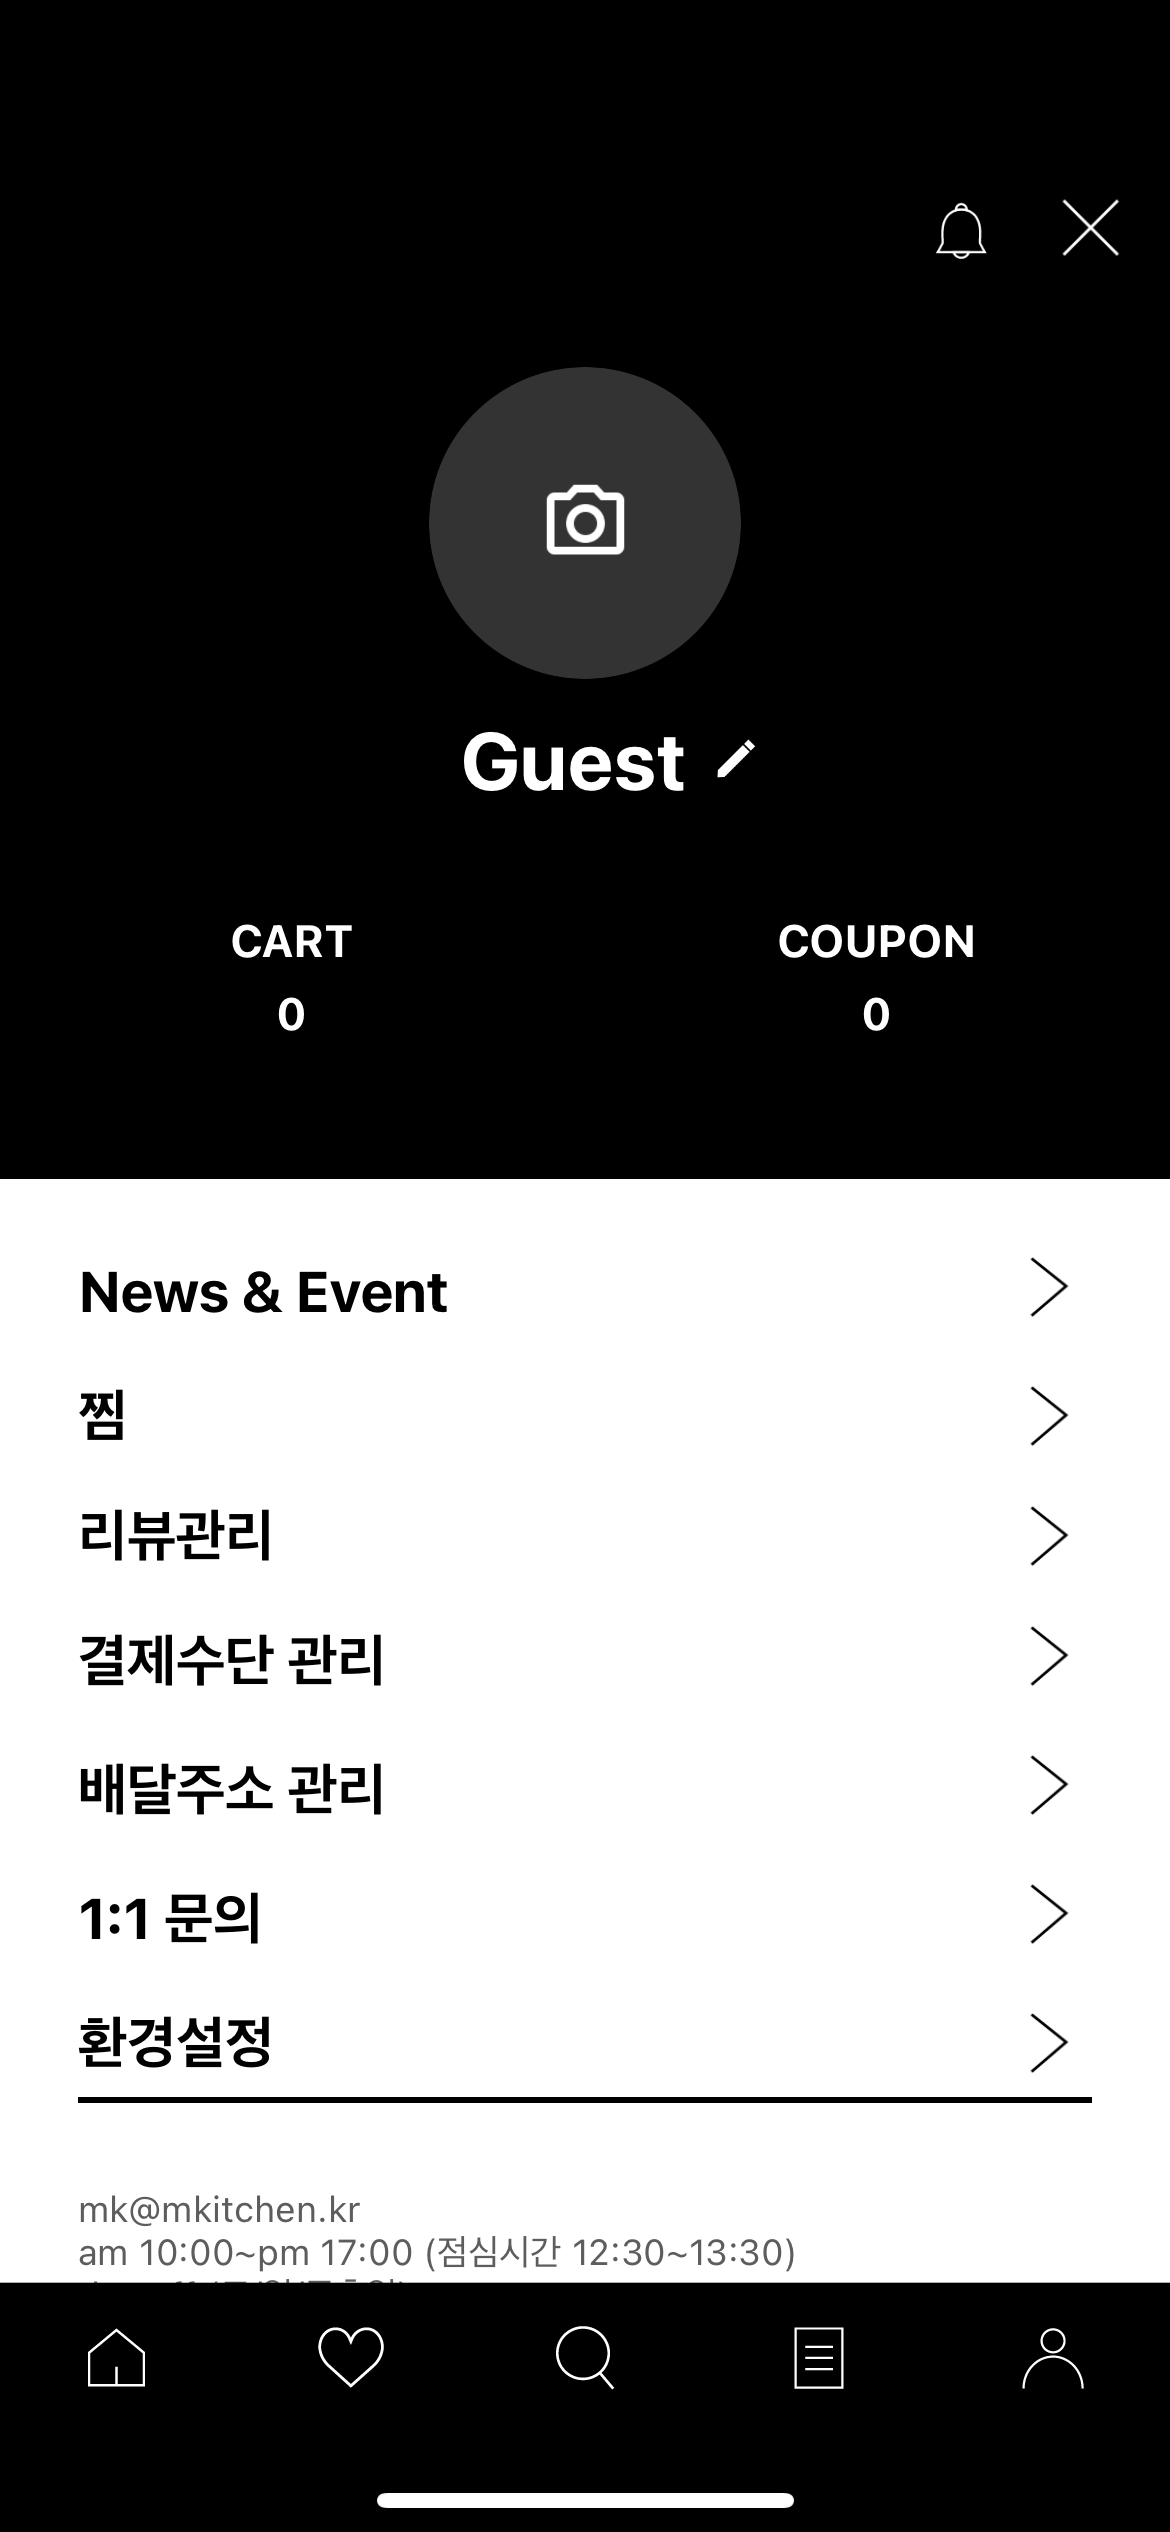 Guest
CART
COUPON
0
0
News & Event
찜
리뷰관리
결제수단 관리
배달주소 관리
1:1 문의
환경설정
mk@mkitchen.kr
am 10:00~pm 17:00 (점심시간 12:30~13:30)